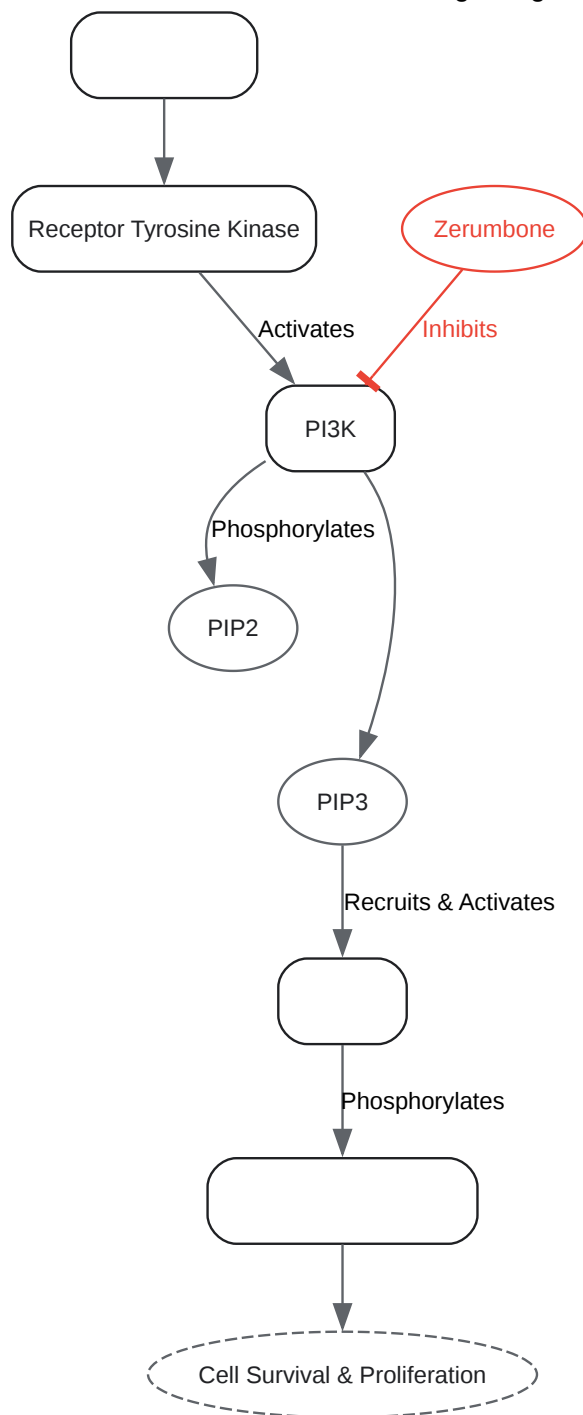 Receptor Tyrosine Kinase
Zerumbone
Activates
Inhibits
PI3K
Phosphorylates
PIP2
PIP3
Recruits & Activates
Phosphorylates
Cell Survival & Proliferation